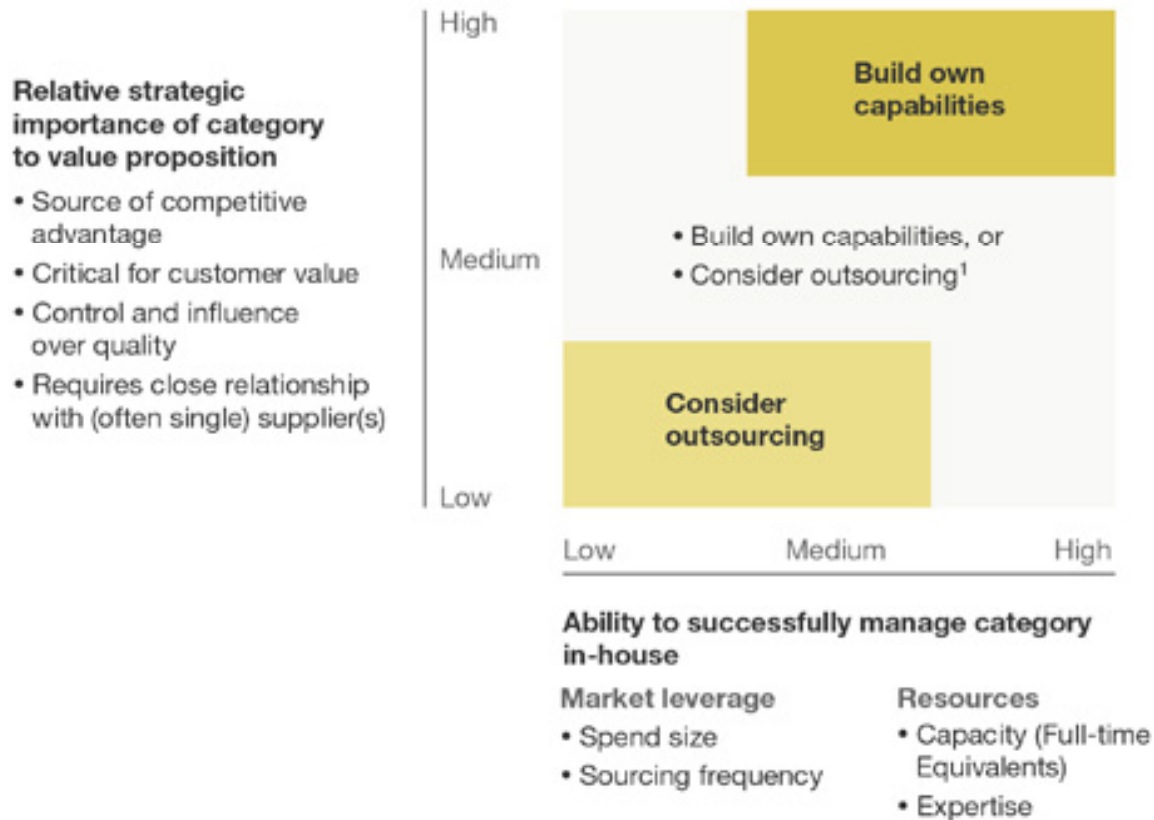 Relative strategic
importance of category
to value proposition
• Source of competitive
advantage
• Critical for customer value
• Control and influence
over quality
• Requires close relationship
with (often single) supplier(s)
High
Medium
Low
Build own
capabilities
• Build own capabilities, or
• Consider outsourcing¹
Consider
outsourcing
Low Medium High
Ability to successfully manage category
in-house
Market leverage
• Spend size
• Sourcing frequency
Resources
• Capacity (Full-time
Equivalents)
• Expertise